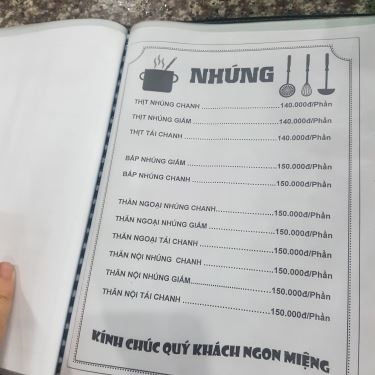 NHÚNG
THỊT NHÚNG CHANH ........................... 140.000đ/Phần
THỊT NHÚNG GIẤM ........................... 140.000đ/Phần
THỊT TÁI CHANH ........................... 140.000đ/Phần
BẮP NHÚNG GIẤM ........................... 150.000đ/Phần
BẮP NHÚNG CHANH ........................... 150.000đ/Phần
THĂN NGOẠI NHÚNG CHANH ........................... 150.000đ/Phần
THĂN NGOẠI NHÚNG GIẤM ........................... 150.000đ/Phần
THĂN NGOẠI TÁI CHANH ........................... 150.000đ/Phần
THĂN NỘI NHÚNG CHANH ........................... 150.000đ/Phần
THĂN NỘI NHÚNG GIẤM ........................... 150.000đ/Phần
THĂN NỘI TÁI CHANH ........................... 150.000đ/Phần
KÍNH CHÚC QUÝ KHÁCH NGON MIỆNG